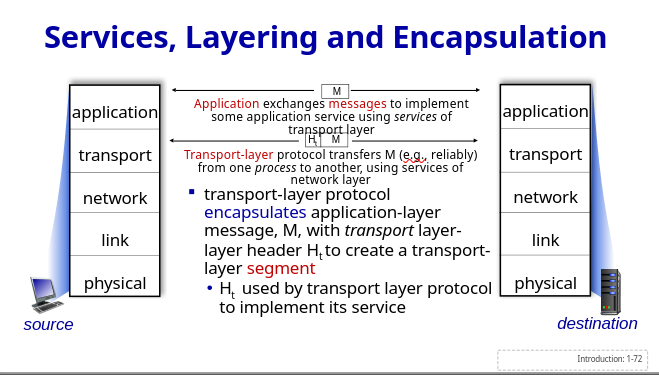 Services, Layering and Encapsulation
application
transport
network
link
physical
source
M
Application exchanges messages to implement
some application service using services of
transport layer
Ht M
Transport-layer protocol transfers M (e.g., reliably)
from one process to another, using services of
network layer
▪ transport-layer protocol
encapsulates application-layer
message, M, with transport layer-
layer header Ht to create a transport-
layer segment
• Ht used by transport layer protocol
to implement its service
application
transport
network
link
physical
destination
Introduction: 1-72